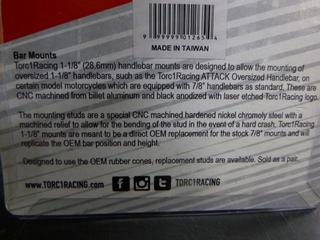 9 99999 01265 4
MADE IN TAIWAN
Bar Mounts
Torc1Racing 1-1/8" (28.6mm) handlebar mounts are designed to allow the mounting of
oversized 1-1/8" handlebars, such as the Torc1Racing ATTACK Oversized Handlebar, on
certain model motorcycles which are equipped with 7/8" handlebars as standard. These are
CNC machined from billet aluminum and black anodized with laser etched Torc1Racing logo.
The mounting studs are a special CNC machined hardened nickel chromoly steel with a
machined relief to allow for the bending of the stud in the event of a hard crash, Torc1Racing
1-1/8" mounts are meant to be a direct OEM replacement for the stock 7/8" mounts and will
replicate the OEM bar position and height.
Designed to use the OEM rubber cones, replacement studs are available. Sold as a pair.
WWW.TORC1RACING.com f t TORC1RACING